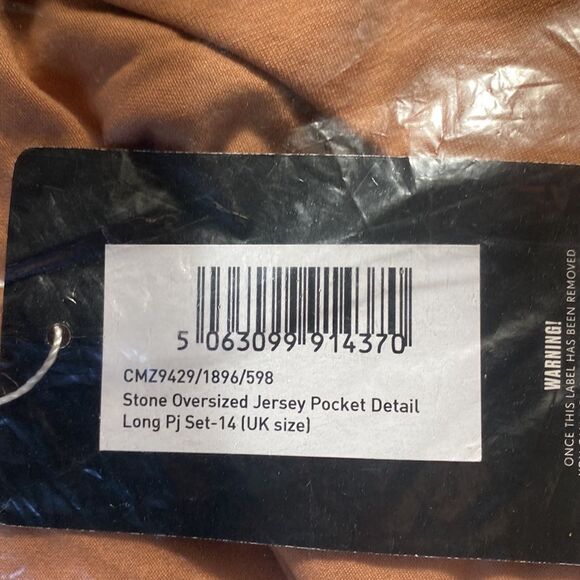 5 063099 914370
CMZ9429/1896/598
Stone Oversized Jersey Pocket Detail
Long Pj Set-14 (UK size)
WARNING!
ONCE THIS LABEL HAS BEEN REMOVED